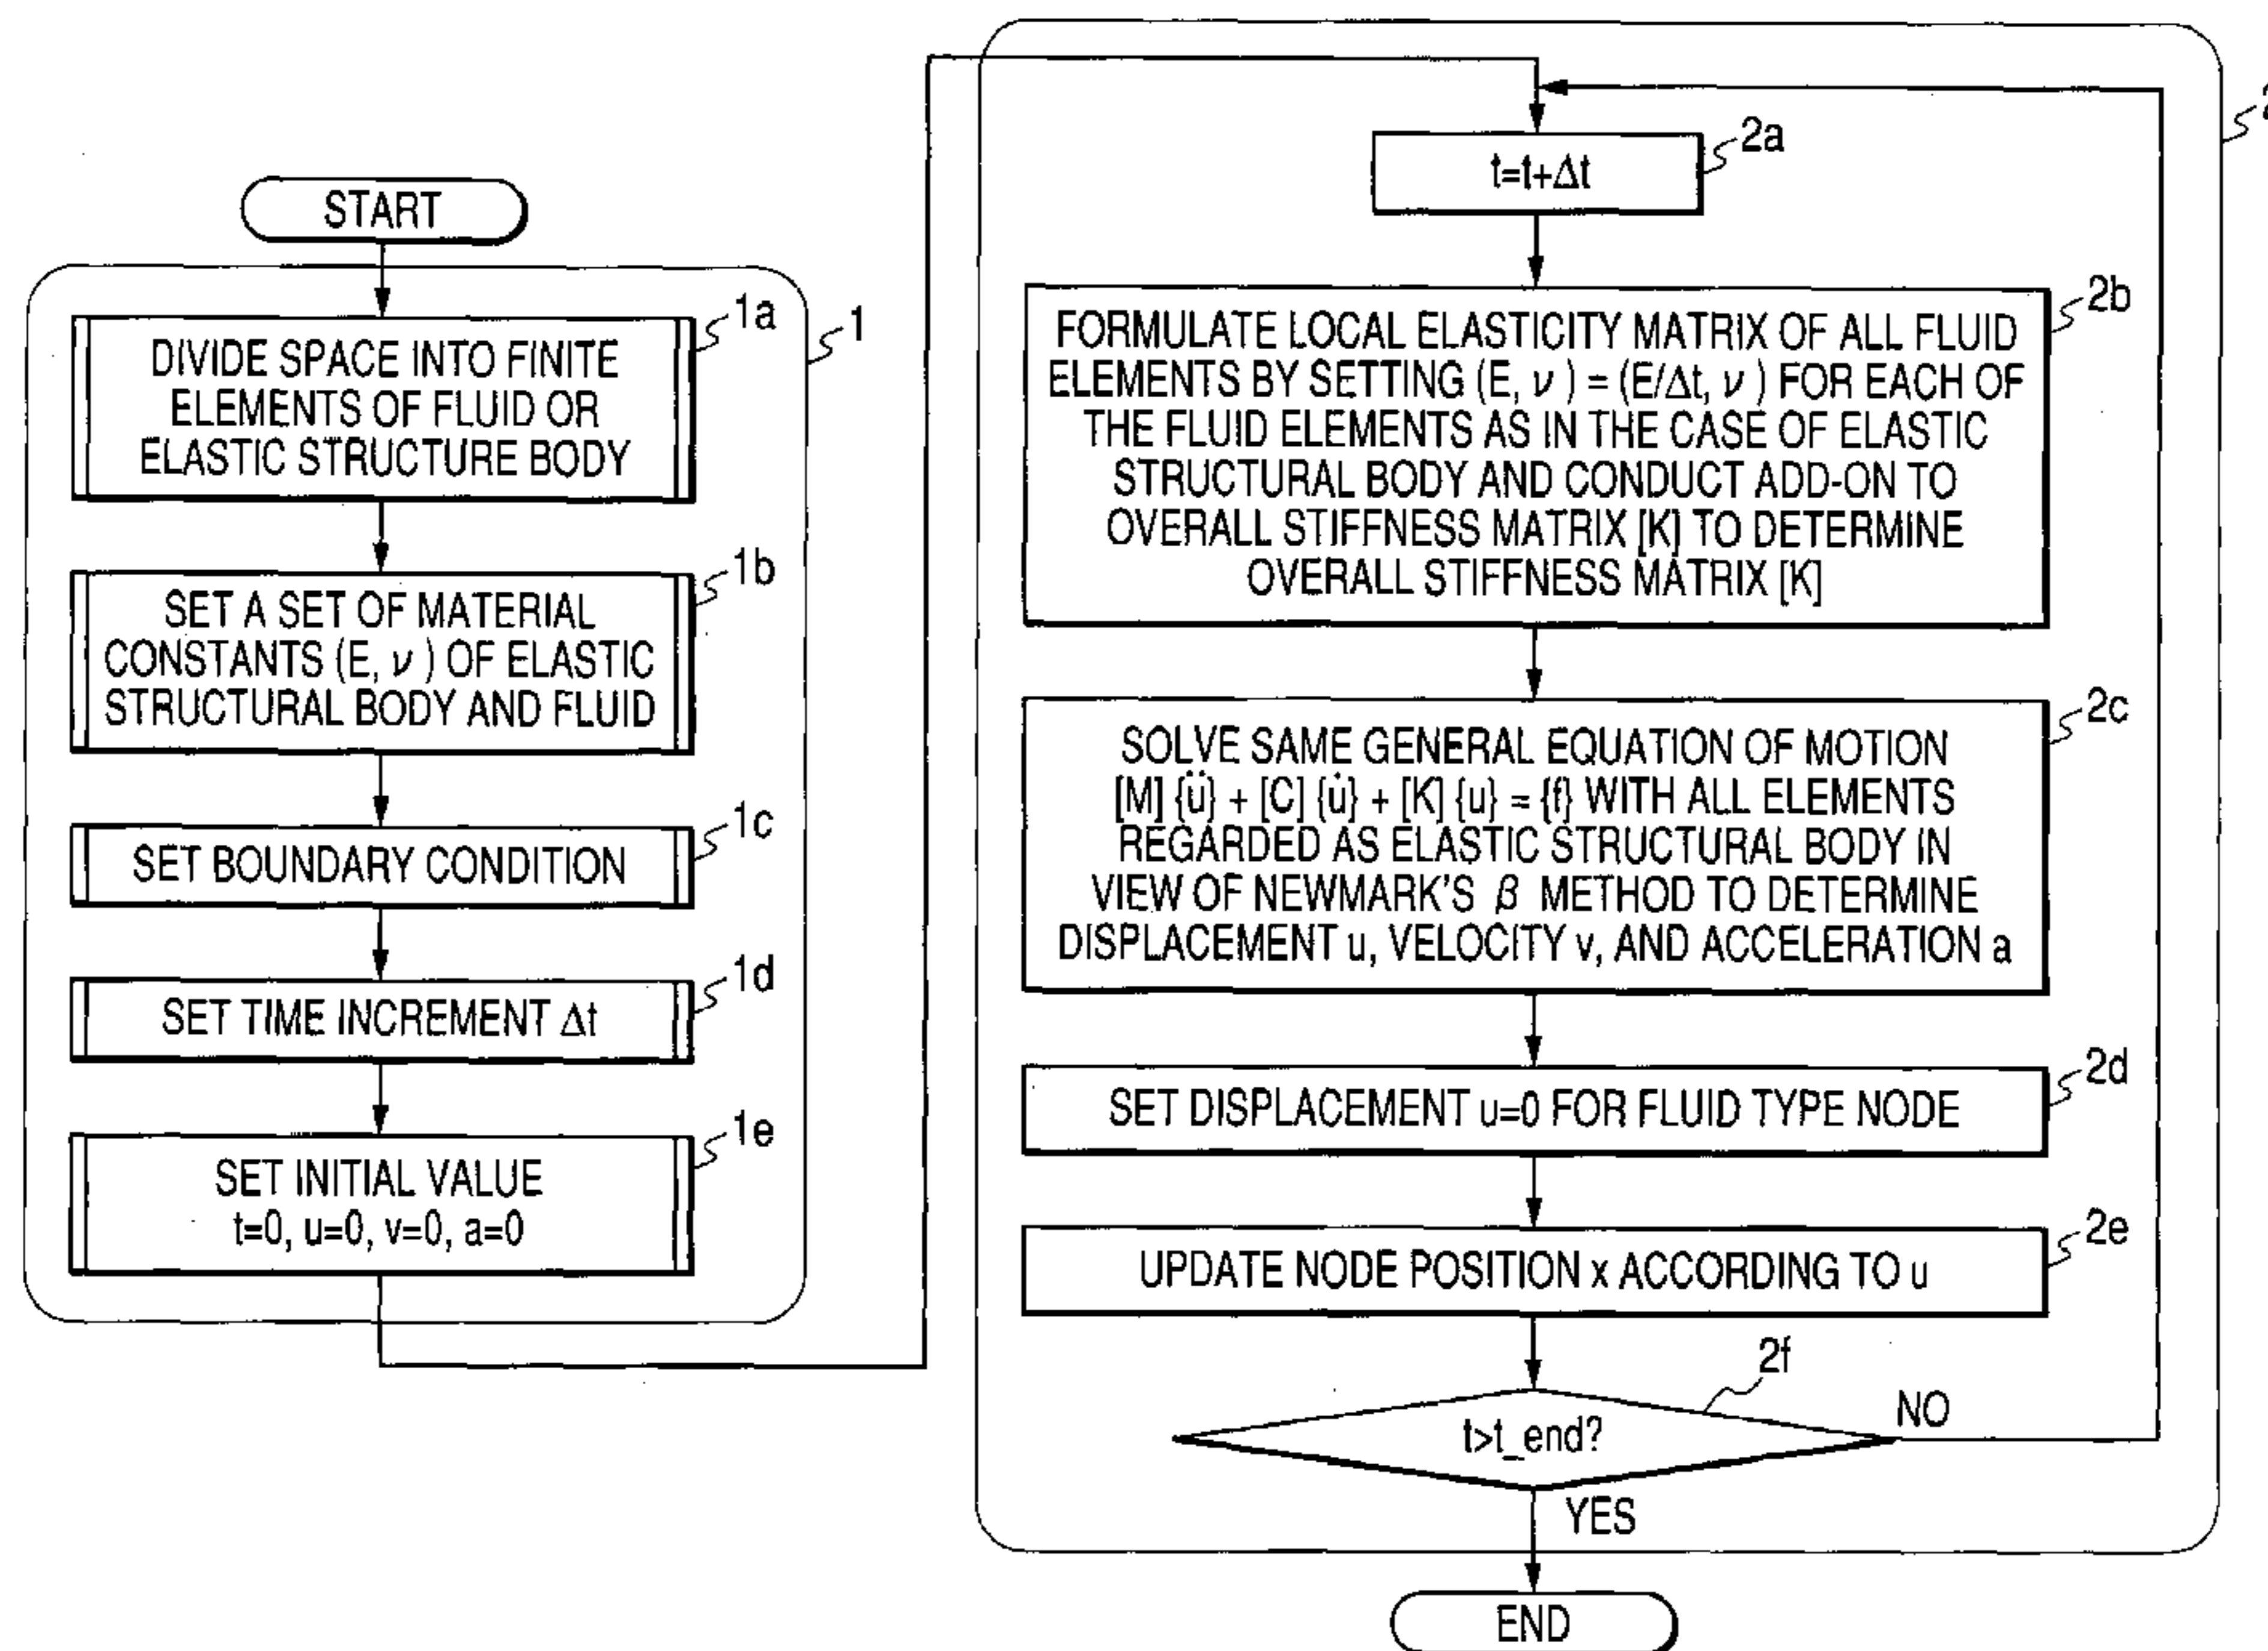 START
1
1a
DIVIDE SPACE INTO FINITE
ELEMENTS OF FLUID OR
ELASTIC STRUCTURE BODY
1b
SET A SET OF MATERIAL
CONSTANTS (E, ν ) OF ELASTIC
STRUCTURAL BODY AND FLUID
1c
SET BOUNDARY CONDITION
1d
SET TIME INCREMENT Δt
1e
SET INITIAL VALUE
t=0, u=0, v=0, a=0
2
2a
t=t+Δt
2b
FORMULATE LOCAL ELASTICITY MATRIX OF ALL FLUID
ELEMENTS BY SETTING (E, ν ) = (E/Δt, ν ) FOR EACH OF
THE FLUID ELEMENTS AS IN THE CASE OF ELASTIC
STRUCTURAL BODY AND CONDUCT ADD-ON TO
OVERALL STIFFNESS MATRIX [K] TO DETERMINE
OVERALL STIFFNESS MATRIX [K]
2c
SOLVE SAME GENERAL EQUATION OF MOTION
[M] {ü} + [C] {u̇} + [K] {u} = {f} WITH ALL ELEMENTS
REGARDED AS ELASTIC STRUCTURAL BODY IN
VIEW OF NEWMARK'S β METHOD TO DETERMINE
DISPLACEMENT u, VELOCITY v, AND ACCELERATION a
2d
SET DISPLACEMENT u=0 FOR FLUID TYPE NODE
2e
UPDATE NODE POSITION x ACCORDING TO u
2f
t>t_end?
NO
YES
END